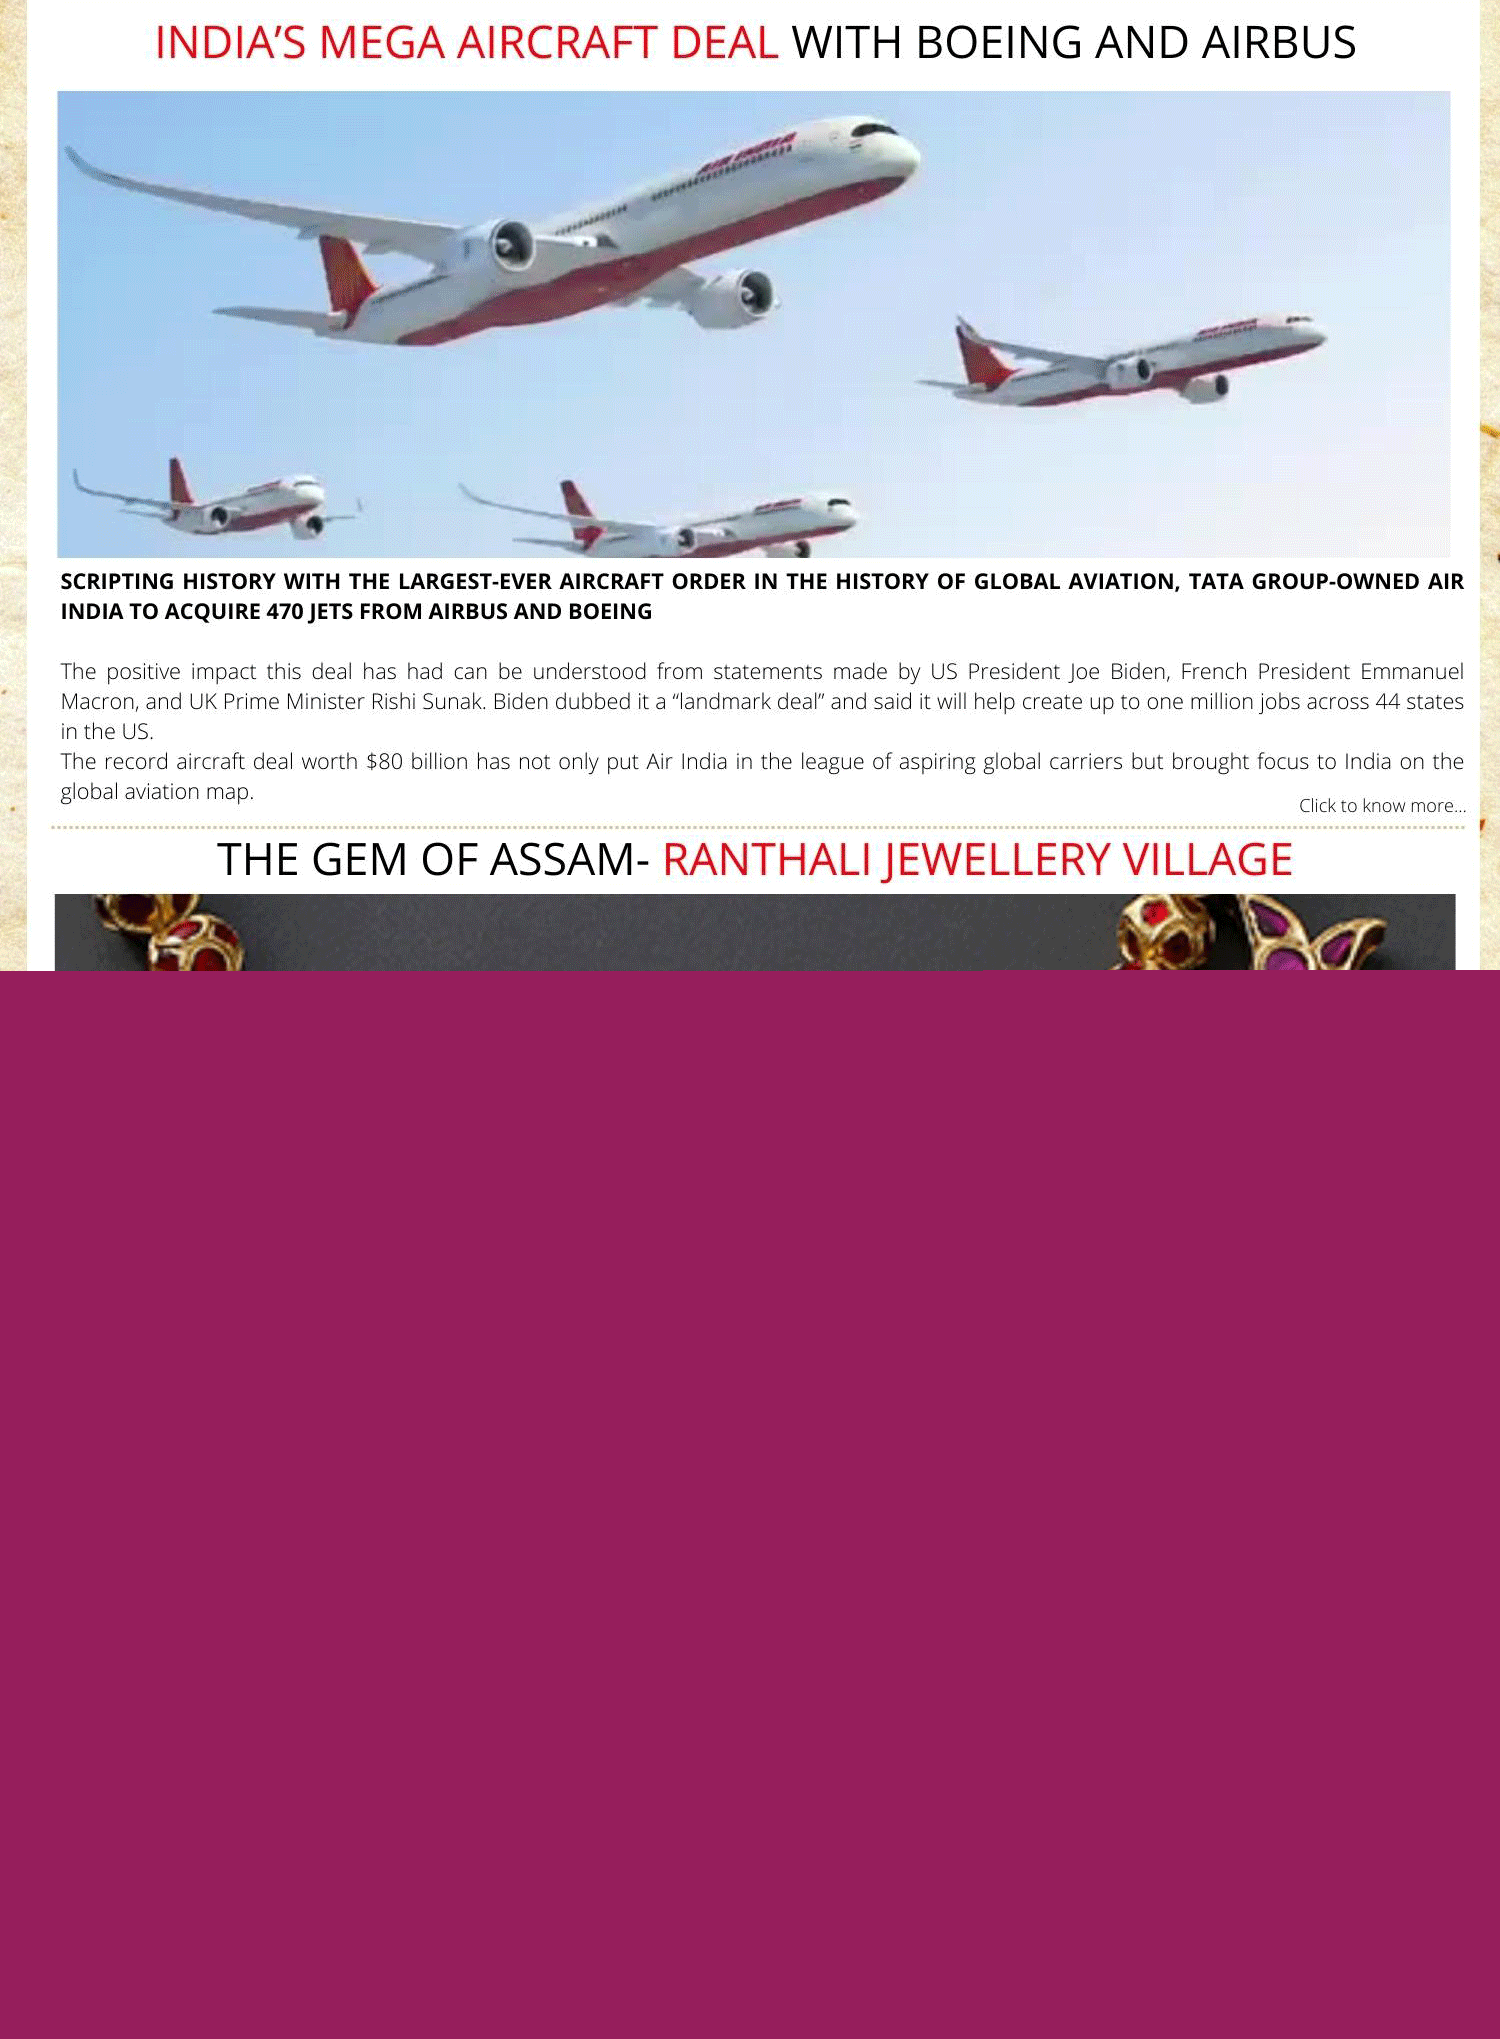 INDIA’S MEGA AIRCRAFT DEAL WITH BOEING AND AIRBUS
AIR INDIA
AIR INDIA
AIR INDIA
SCRIPTING HISTORY WITH THE LARGEST-EVER AIRCRAFT ORDER IN THE HISTORY OF GLOBAL AVIATION, TATA GROUP-OWNED AIR
INDIA TO ACQUIRE 470 JETS FROM AIRBUS AND BOEING
The positive impact this deal has had can be understood from statements made by US President Joe Biden, French President Emmanuel
Macron, and UK Prime Minister Rishi Sunak. Biden dubbed it a “landmark deal” and said it will help create up to one million jobs across 44 states
in the US.
The record aircraft deal worth $80 billion has not only put Air India in the league of aspiring global carriers but brought focus to India on the
global aviation map.
Click to know more...
THE GEM OF ASSAM- RANTHALI JEWELLERY VILLAGE